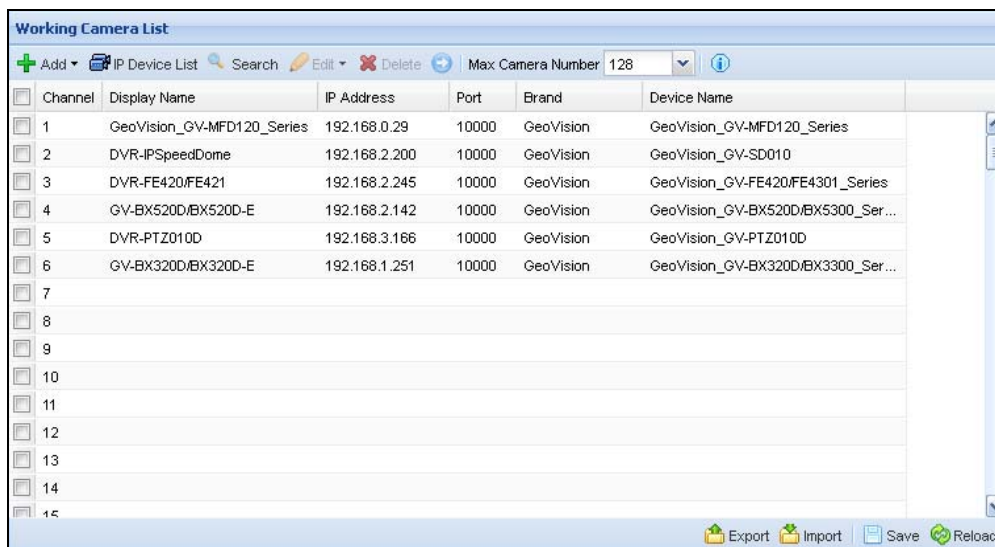 Working Camera List
Add IP Device List Search Edit Delete Max Camera Number 128
Channel Display Name IP Address Port Brand Device Name
1 GeoVision_GV-MFD120_Series 192.168.0.29 10000 GeoVision GeoVision_GV-MFD120_Series
2 DVR-IPSpeedDome 192.168.2.200 10000 GeoVision GeoVision_GV-SD010
3 DVR-FE420/FE421 192.168.2.245 10000 GeoVision GeoVision_GV-FE420/FE4301_Series
4 GV-BX520D/BX520D-E 192.168.2.142 10000 GeoVision GeoVision_GV-BX520D/BX5300_Ser...
5 DVR-PTZ010D 192.168.3.166 10000 GeoVision GeoVision_GV-PTZ010D
6 GV-BX320D/BX320D-E 192.168.1.251 10000 GeoVision GeoVision_GV-BX320D/BX3300_Ser...
7
8
9
10
11
12
13
14
15
Export Import Save Reload